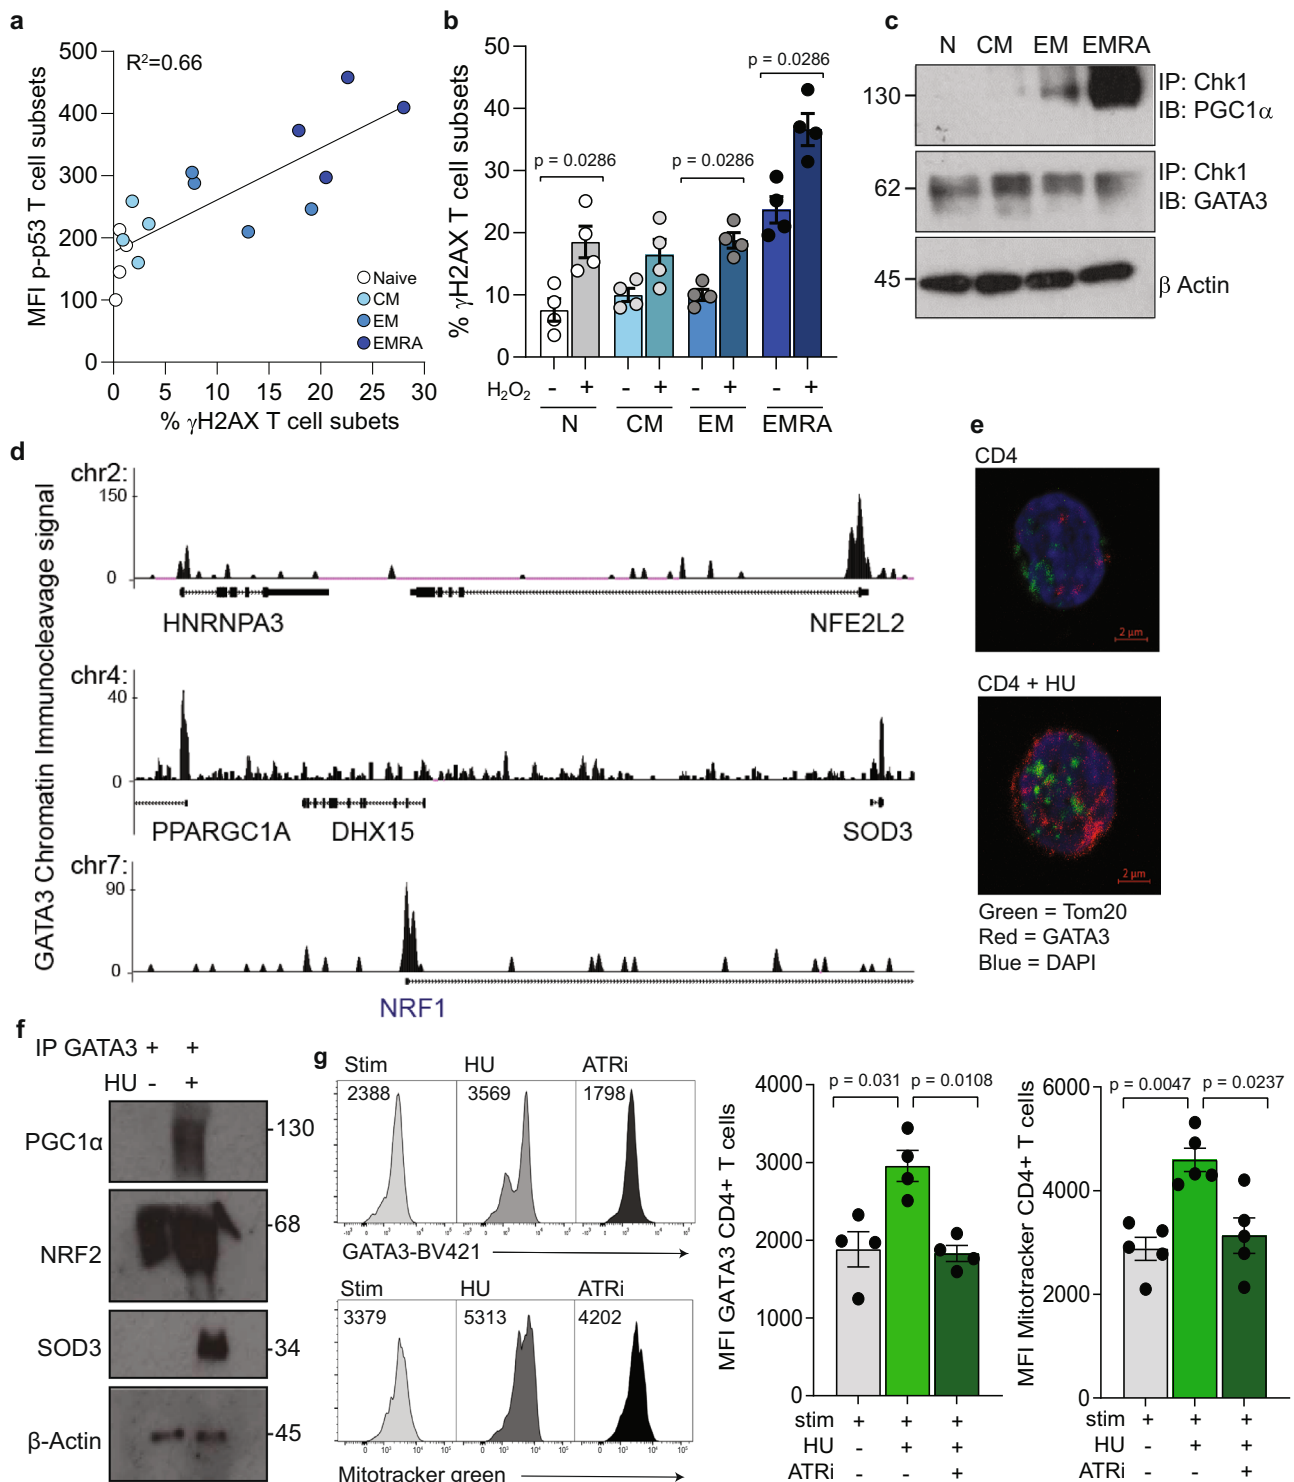 a
R²=0.66
MFI p-p53 T cell subsets
500
400
300
200
100
0
0 5 10 15 20 25 30
% γH2AX T cell subets
Naive
CM
EM
EMRA
b
% γH2AX T cell subsets
50
40
30
20
10
0
p = 0.0286
p = 0.0286
p = 0.0286
H₂O₂ - + - + - + - +
N CM EM EMRA
c
N CM EM EMRA
130
IP: Chk1
IB: PGC1α
62
IP: Chk1
IB: GATA3
45
β Actin
d
GATA3 Chromatin Immunocleavage signal
chr2:
150
0
HNRNPA3 NFE2L2
chr4:
40
0
PPARGC1A DHX15 SOD3
chr7:
90
0
NRF1
e
CD4
2 µm
CD4 + HU
2 µm
Green = Tom20
Red = GATA3
Blue = DAPI
f
IP GATA3 + +
HU - +
PGC1α -130
NRF2 -68
SOD3 -34
β-Actin -45
g
Stim HU ATRi
2388 3569 1798
GATA3-BV421
Stim HU ATRi
3379 5313 4202
Mitotracker green
MFI GATA3 CD4+ T cells
4000
3000
2000
1000
0
p = 0.031 p = 0.0108
stim + + +
HU - + +
ATRi - - +
MFI Mitotracker CD4+ T cells
6000
4000
2000
0
p = 0.0047 p = 0.0237
stim + + +
HU - + +
ATRi - - +